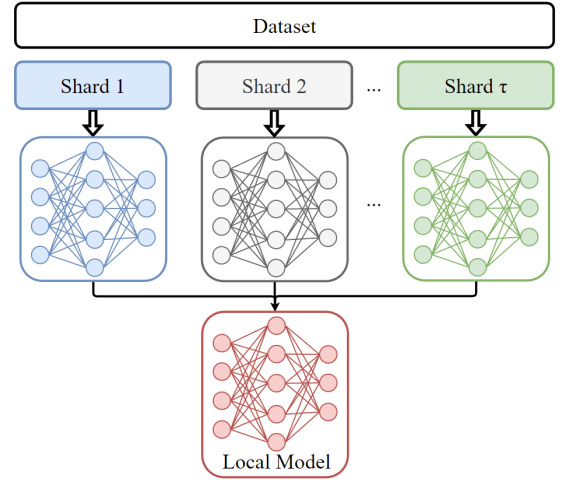 Dataset
Shard 1
Shard 2
...
Shard τ
...
Local Model